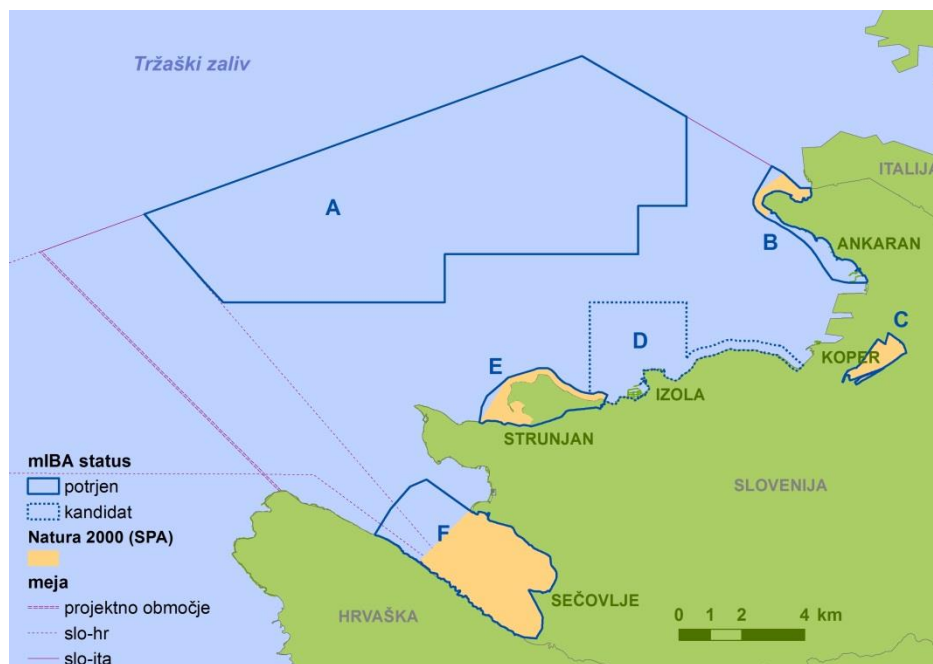 Tržaški zaliv
A
ITALIJA
B
ANKARAN
C
D
KOPER
E
IZOLA
STRUNJAN
mIBA status
potrjen
kandidat
SLOVENIJA
Natura 2000 (SPA)
F
meja
projektno območje
SEČOVLJE
0 1 2 4 km
slo-hr
HRVAŠKA
slo-ita